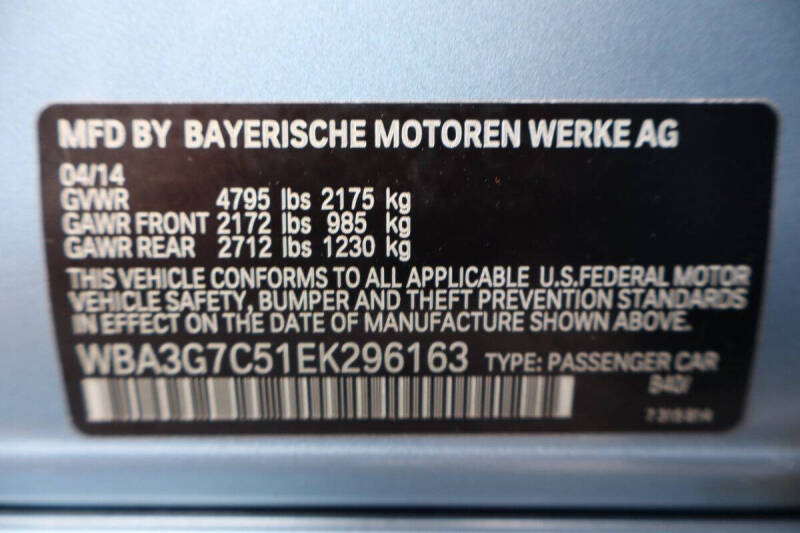 MFD BY BAYERISCHE MOTOREN WERKE AG
04/14
GVWR 4795 lbs 2175 kg
GAWR FRONT 2172 lbs 985 kg
GAWR REAR 2712 lbs 1230 kg
THIS VEHICLE CONFORMS TO ALL APPLICABLE U.S.FEDERAL MOTOR
VEHICLE SAFETY, BUMPER AND THEFT PREVENTION STANDARDS
IN EFFECT ON THE DATE OF MANUFACTURE SHOWN ABOVE.
WBA3G7C51EK296163 TYPE: PASSENGER CAR